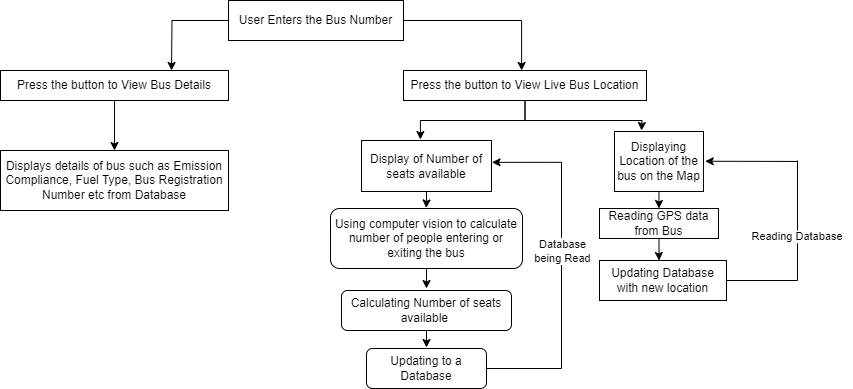 User Enters the Bus Number
Press the button to View Bus Details
Press the button to View Live Bus Location
Displays details of bus such as Emission
Compliance, Fuel Type, Bus Registration
Number etc from Database
Display of Number of
seats available
Displaying
Location of the
bus on the Map
Using computer vision to calculate
number of people entering or
exiting the bus
Reading GPS data
from Bus
Database
being Read
Reading Database
Updating Database
with new location
Calculating Number of seats
available
Updating to a
Database